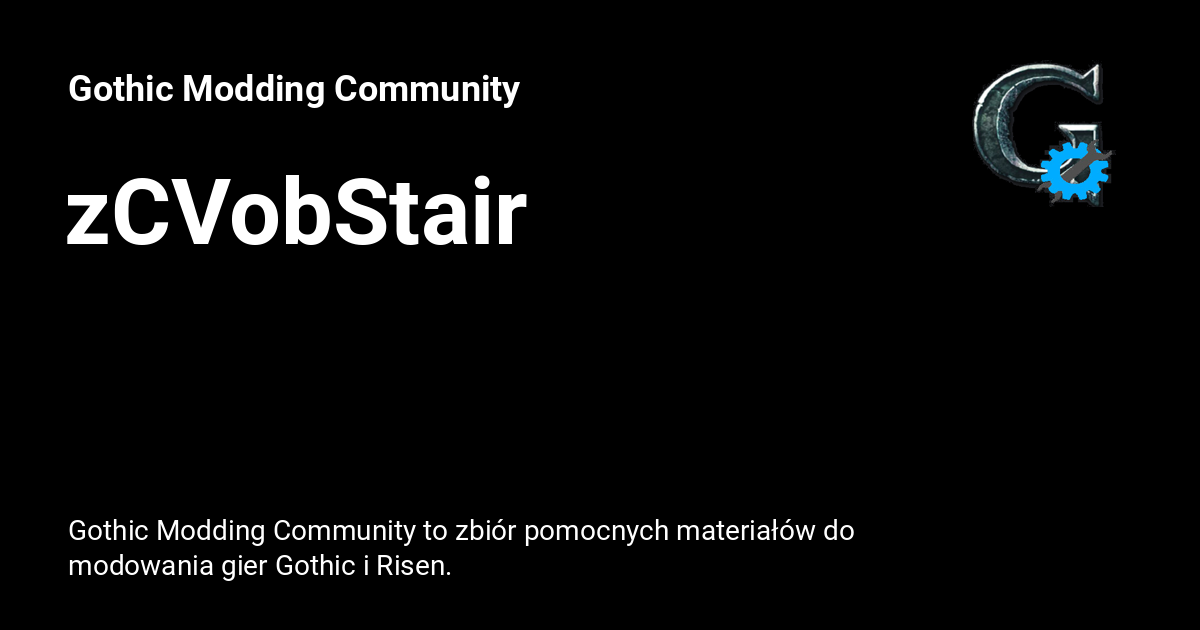 Gothic Modding Community
zCVobStair
Gothic Modding Community to zbiór pomocnych materiałów do
modowania gier Gothic i Risen.